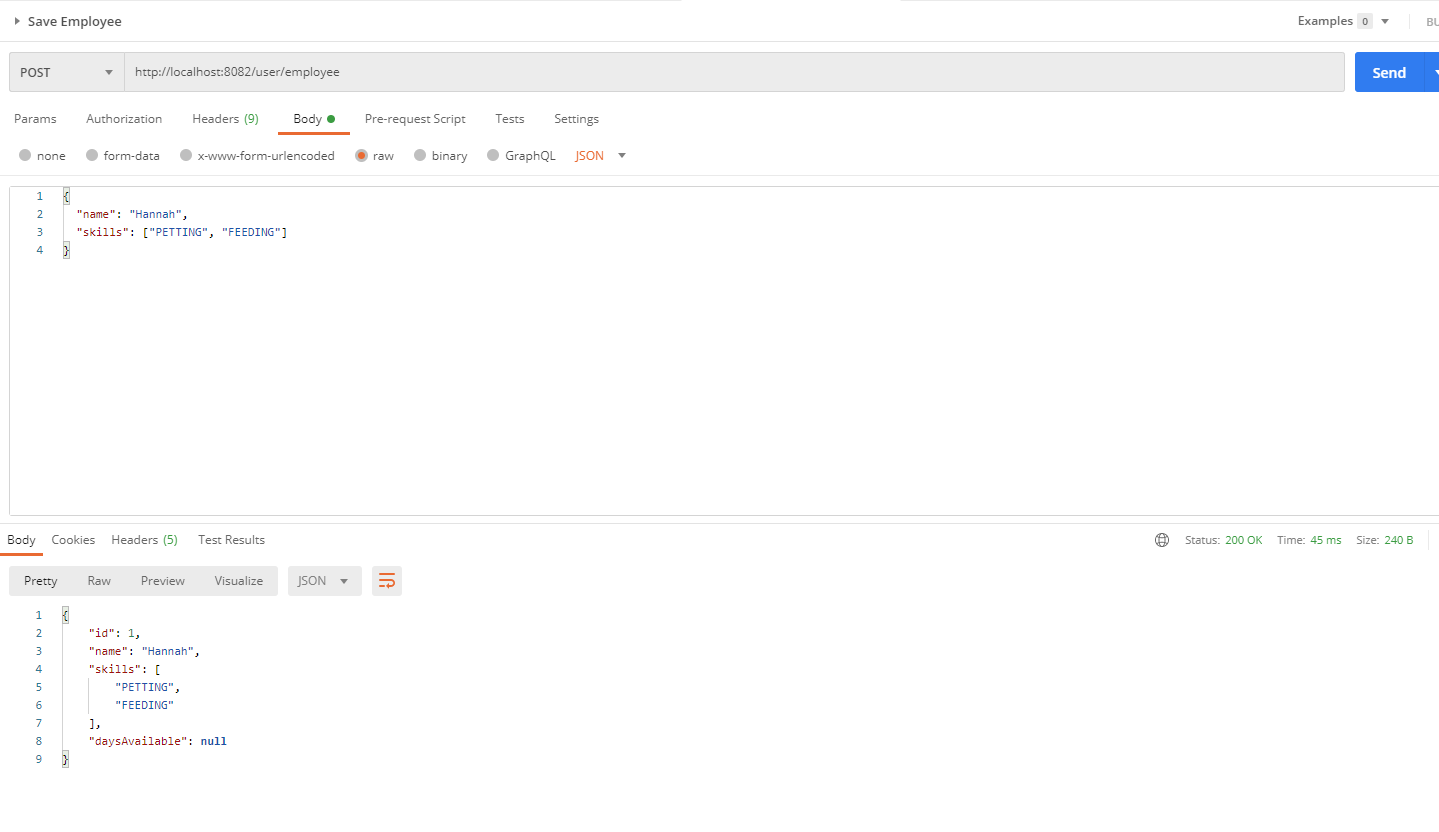 Save Employee
Examples 0
POST http://localhost:8082/user/employee Send
Params Authorization Headers (9) Body Pre-request Script Tests Settings
none form-data x-www-form-urlencoded raw binary GraphQL JSON
1 {
2 "name": "Hannah",
3 "skills": ["PETTING", "FEEDING"]
4 }
Body Cookies Headers (5) Test Results Status: 200 OK Time: 45 ms Size: 240 B
Pretty Raw Preview Visualize JSON
1 {
2 "id": 1,
3 "name": "Hannah",
4 "skills": [
5 "PETTING",
6 "FEEDING"
7 ],
8 "daysAvailable": null
9 }